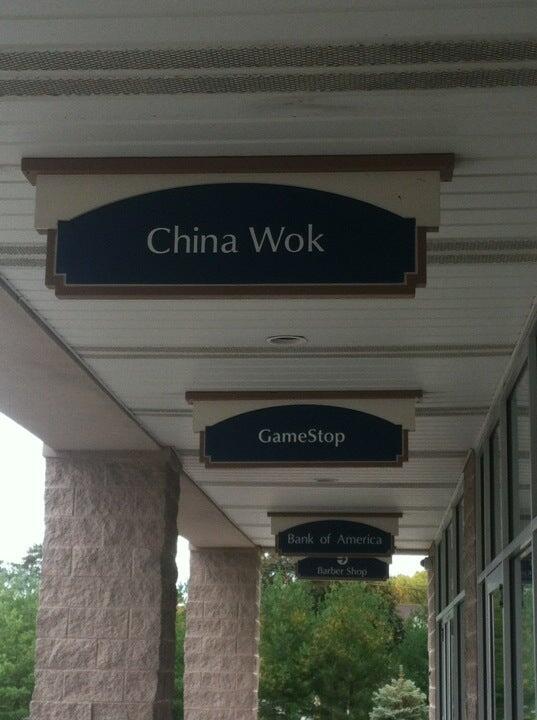 China Wok
GameStop
Bank of America
Barber Shop